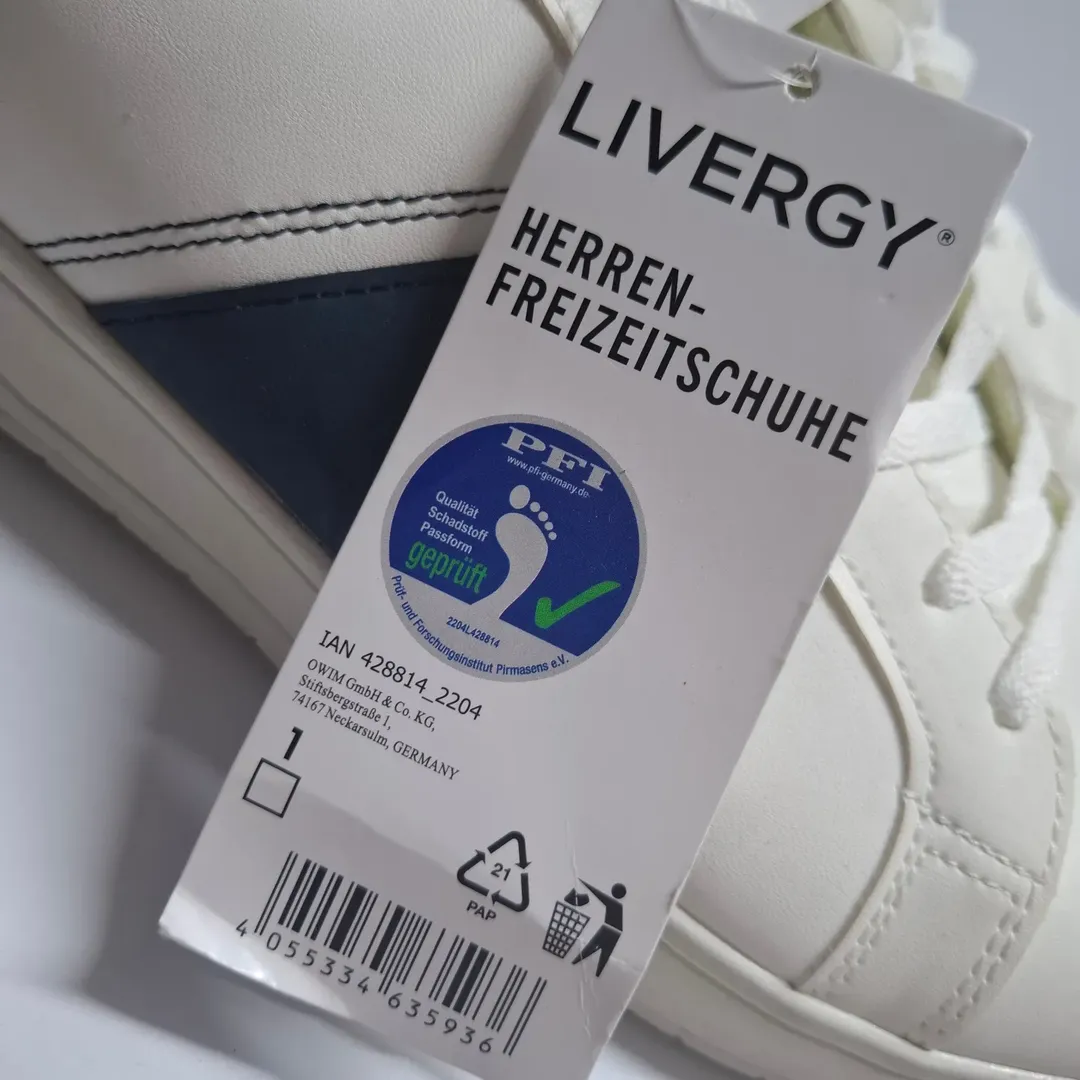 LIVERGY®
HERREN-
FREIZEITSCHUHE
PFI
www.pfi-germany.de
Qualität
Schadstoff
Passform
geprüft
2204L428814
Prüf- und Forschungsinstitut Pirmasens e.V.
IAN 428814_2204
OWIM GmbH & Co. KG,
Stiftsbergstraße 1,
74167 Neckarsulm, GERMANY
1
21
PAP
4 055334 635936